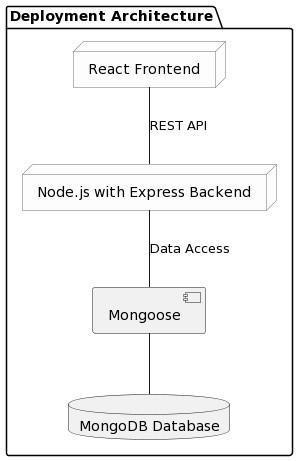 Deployment Architecture
React Frontend
REST API
Node.js with Express Backend
Data Access
Mongoose
MongoDB Database